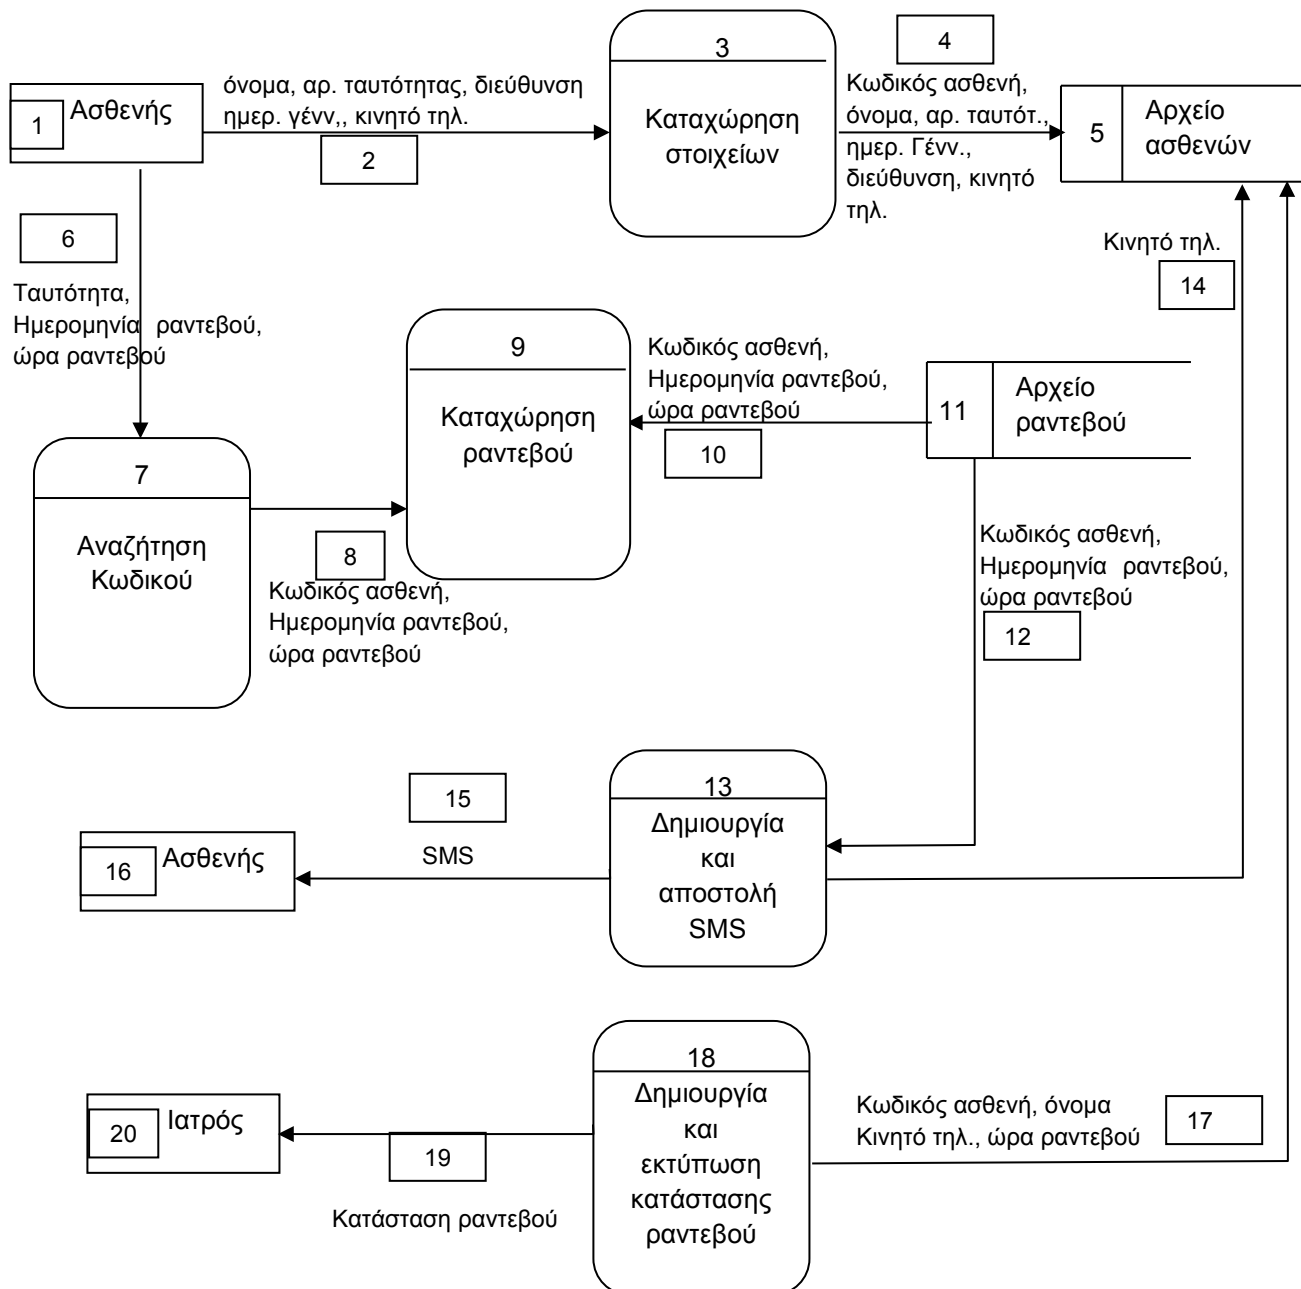 3
4
Ασθενής
1
όνομα, αρ. ταυτότητας, διεύθυνση
ημερ. γένν,, κινητό τηλ.
2
Καταχώρηση
στοιχείων
Κωδικός ασθενή,
όνομα, αρ. ταυτότ.,
ημερ. Γένν.,
διεύθυνση, κινητό
τηλ.
5
Αρχείο
ασθενών
6
Ταυτότητα,
Ημερομηνία ραντεβού,
ώρα ραντεβού
Κινητό τηλ.
14
9
Καταχώρηση
ραντεβού
Κωδικός ασθενή,
Ημερομηνία ραντεβού,
ώρα ραντεβού
10
11
Αρχείο
ραντεβού
7
Αναζήτηση
Κωδικού
8
Κωδικός ασθενή,
Ημερομηνία ραντεβού,
ώρα ραντεβού
Κωδικός ασθενή,
Ημερομηνία ραντεβού,
ώρα ραντεβού
12
13
Δημιουργία
και
αποστολή
SMS
15
SMS
Ασθενής
16
18
Δημιουργία
και
εκτύπωση
κατάστασης
ραντεβού
Κωδικός ασθενή, όνομα
Κινητό τηλ., ώρα ραντεβού
17
Ιατρός
20
19
Κατάσταση ραντεβού